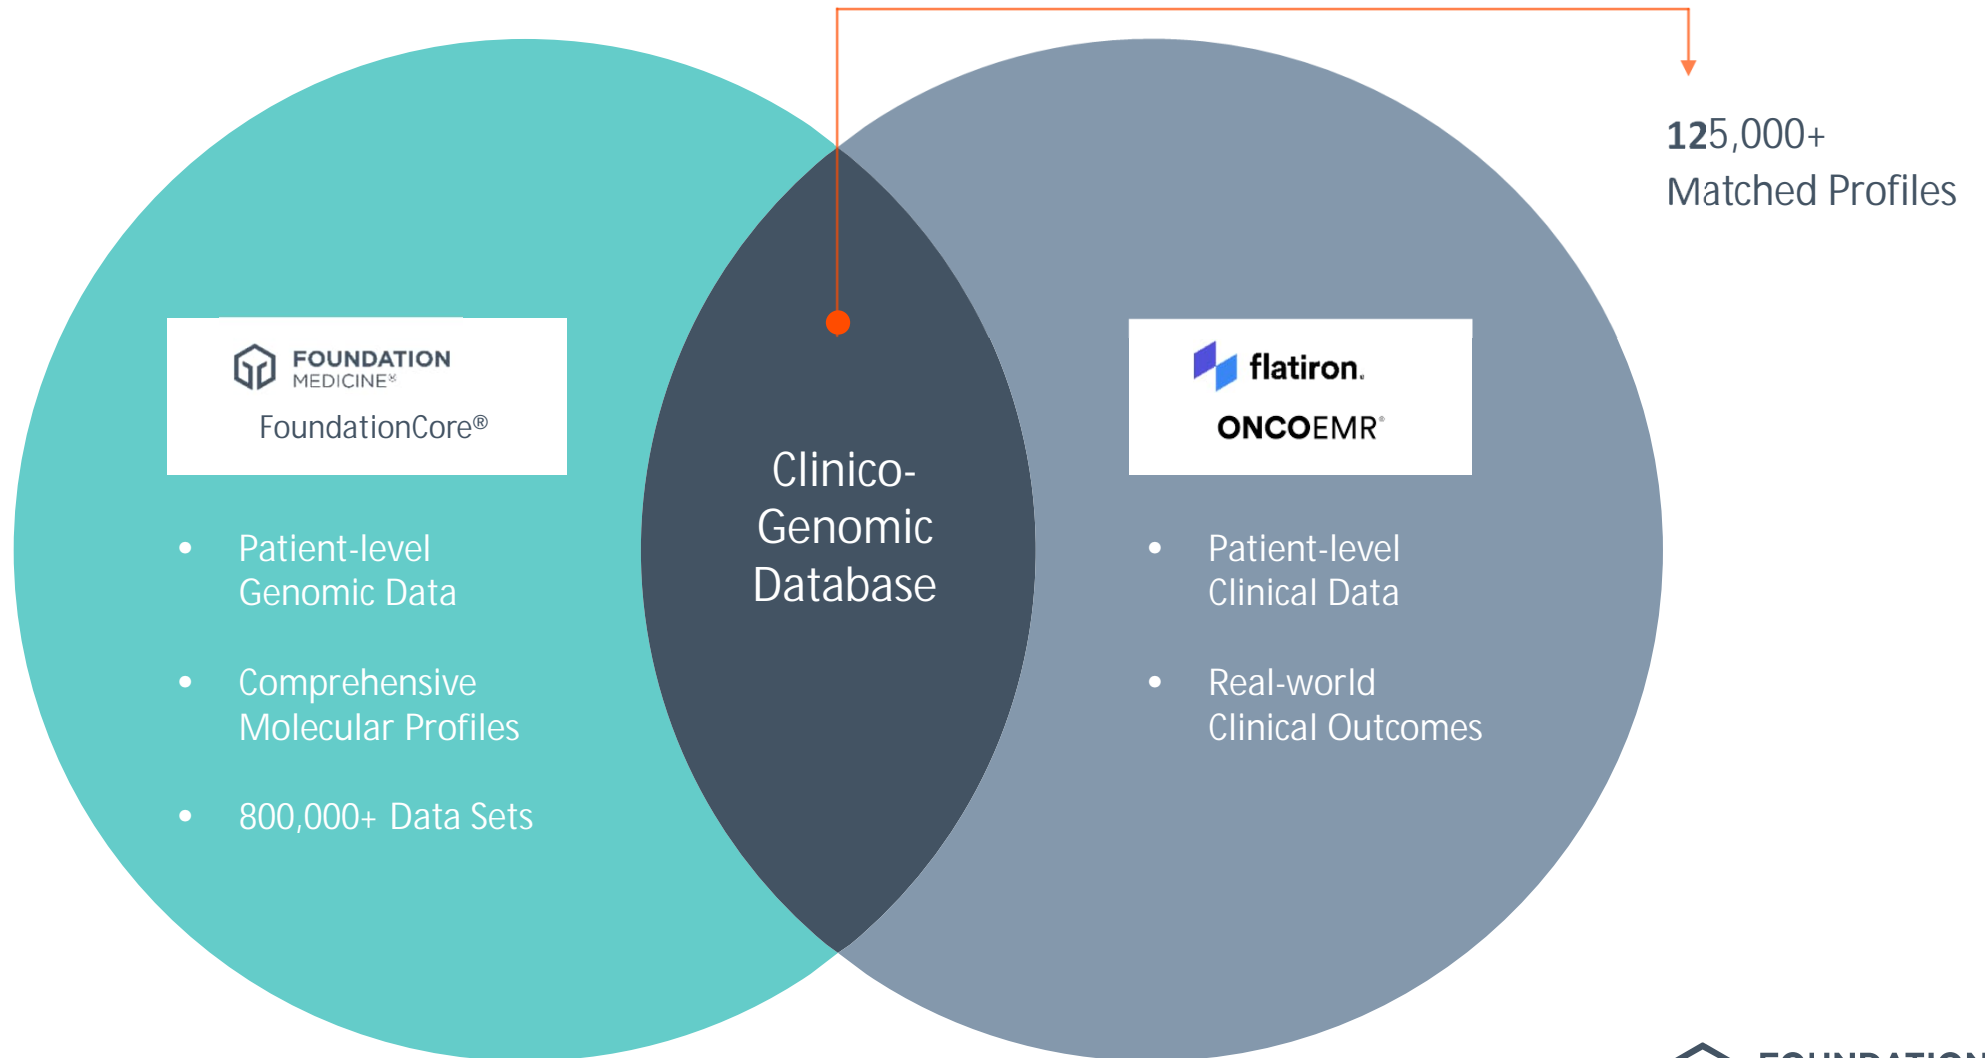 125,000+
Matched Profiles
FOUNDATION
MEDICINE®
FoundationCore®
• Patient-level
Genomic Data
• Comprehensive
Molecular Profiles
• 800,000+ Data Sets
Clinico-
Genomic
Database
flatiron.
ONCOEMR®
• Patient-level
Clinical Data
• Real-world
Clinical Outcomes
FOUNDATION